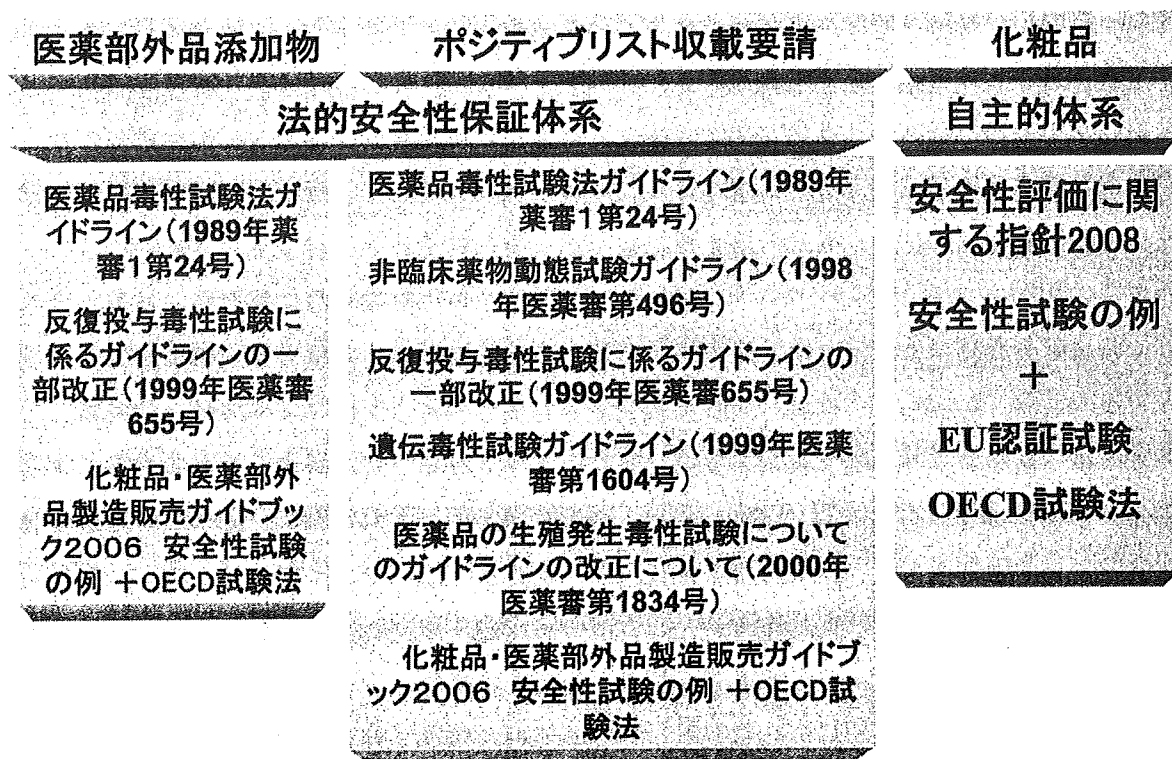 医薬部外品添加物
ポジティブリスト収載要請
化粧品
法的安全性保証体系
自主的体系
医薬品毒性試験法ガ
イドライン(1989年薬
審1第24号)
反復投与毒性試験に
係るガイドラインの一
部改正(1999年医薬審
655号)
化粧品・医薬部外
品製造販売ガイドブッ
ク2006 安全性試験
の例 +OECD試験法
医薬品毒性試験法ガイドライン(1989年
薬審1第24号)
非臨床薬物動態試験ガイドライン(1998
年医薬審第496号)
反復投与毒性試験に係るガイドラインの
一部改正(1999年医薬審655号)
遺伝毒性試験ガイドライン(1999年医薬
審第1604号)
医薬品の生殖発生毒性試験について
のガイドラインの改正について(2000年
医薬審第1834号)
化粧品・医薬部外品製造販売ガイドブ
ック2006 安全性試験の例 +OECD試
験法
安全性評価に関
する指針2008
安全性試験の例
+
EU認証試験
OECD試験法